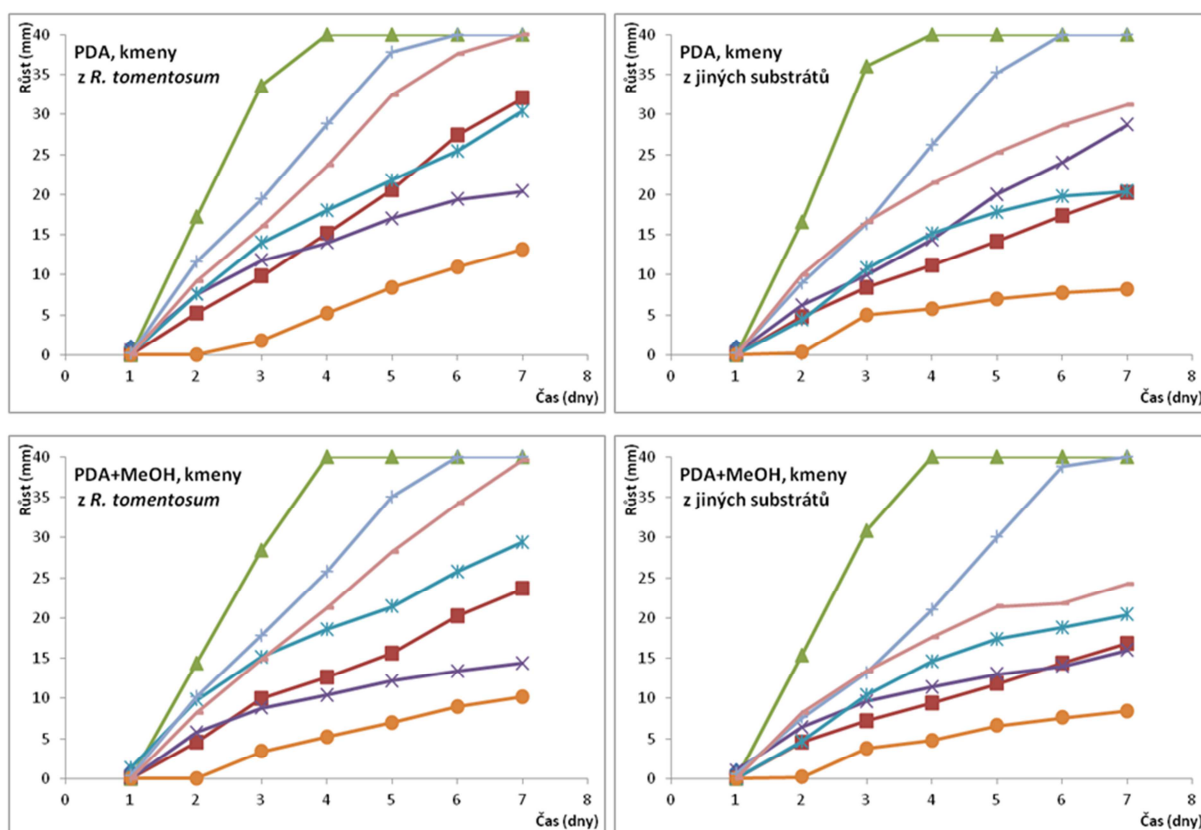 PDA, kmeny
z R. tomentosum
Růst (mm)
40
35
30
25
20
15
10
5
0
0 1 2 3 4 5 6 7 8
Čas (dny)
PDA, kmeny
z jiných substrátů
Růst (mm)
40
35
30
25
20
15
10
5
0
0 1 2 3 4 5 6 7 8
Čas (dny)
PDA+MeOH, kmeny
z R. tomentosum
Růst (mm)
40
35
30
25
20
15
10
5
0
0 1 2 3 4 5 6 7 8
Čas (dny)
PDA+MeOH, kmeny
z jiných substrátů
Růst (mm)
40
35
30
25
20
15
10
5
0
0 1 2 3 4 5 6 7 8
Čas (dny)